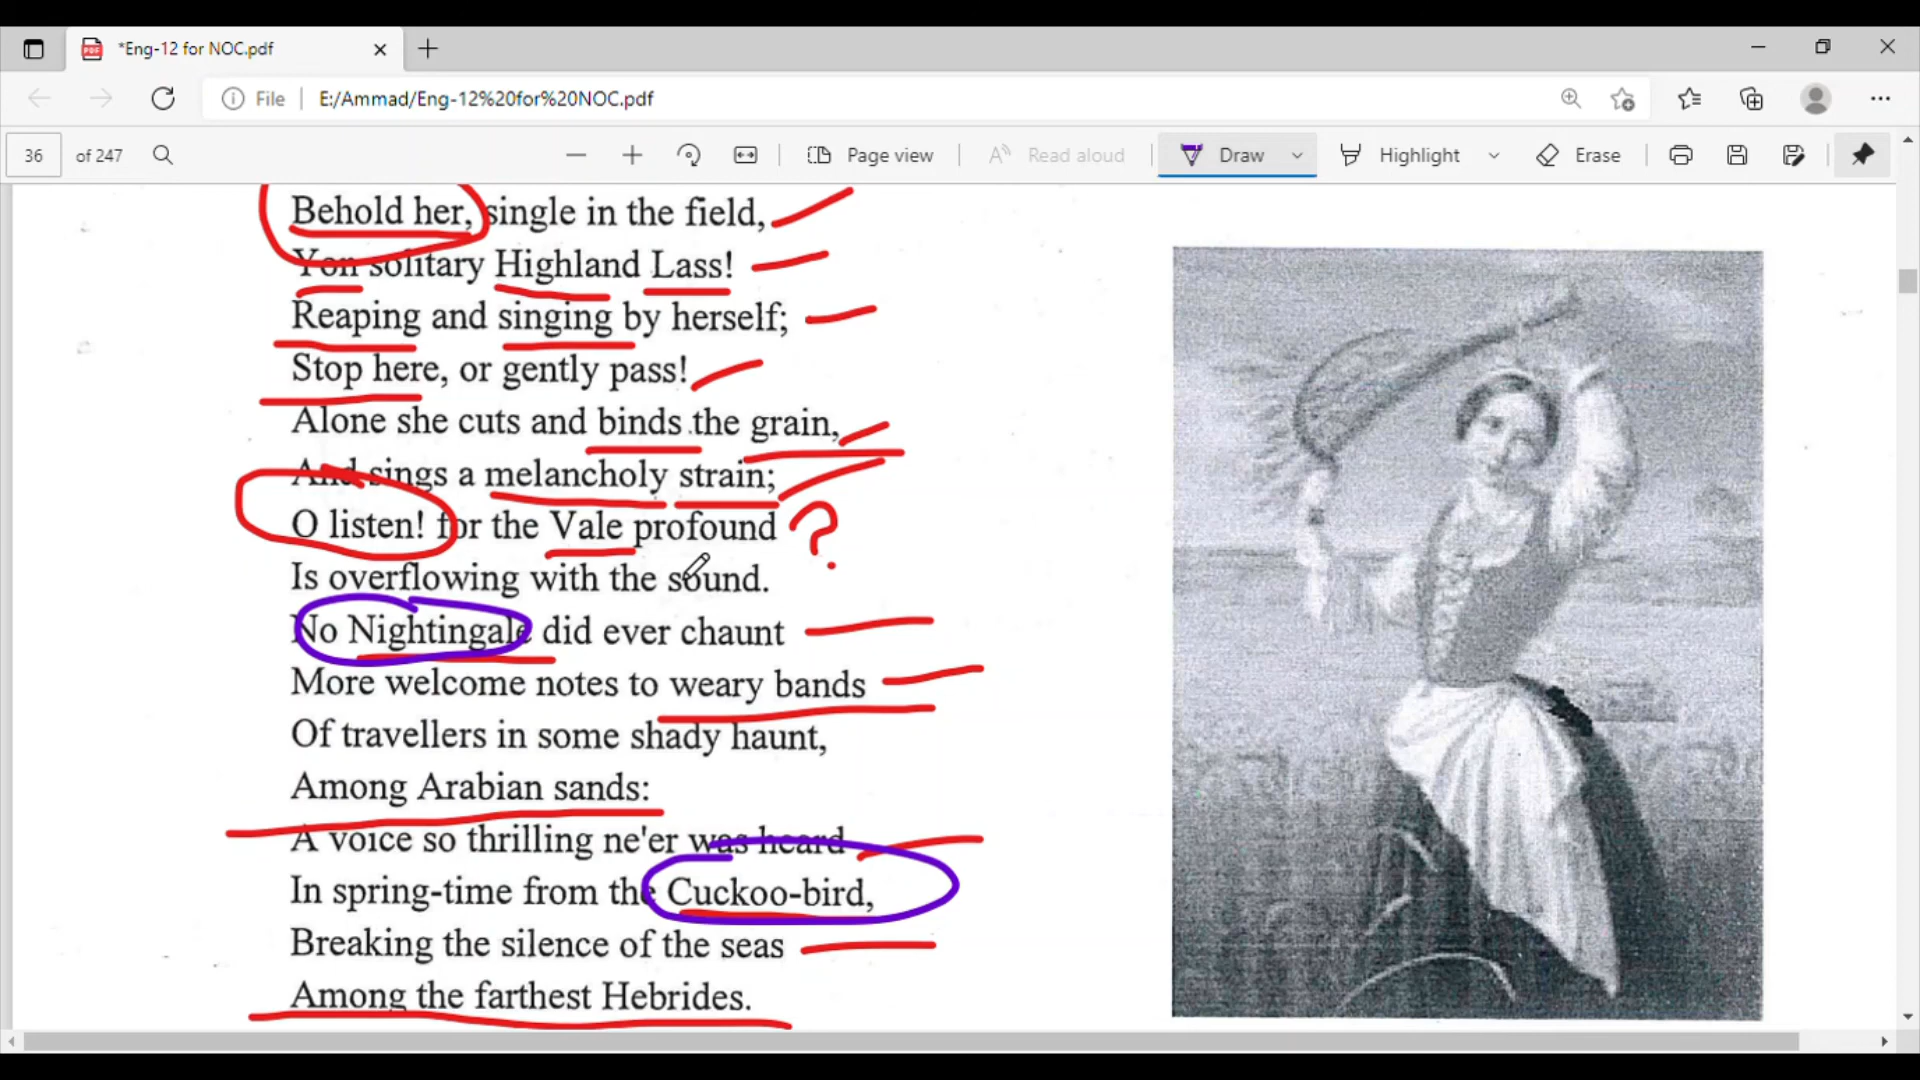 *Eng-12 for NOC.pdf
File E:/Ammad/Eng-12%20for%20NOC.pdf
36 of 247 Page view Read aloud Draw Highlight Erase
Behold her, single in the field,
Yon solitary Highland Lass!
Reaping and singing by herself;
Stop here, or gently pass!
Alone she cuts and binds the grain,
And sings a melancholy strain;
O listen! for the Vale profound ?
Is overflowing with the sound.
No Nightingale did ever chaunt
More welcome notes to weary bands
Of travellers in some shady haunt,
Among Arabian sands:
A voice so thrilling ne'er was heard
In spring-time from the Cuckoo-bird,
Breaking the silence of the seas
Among the farthest Hebrides.